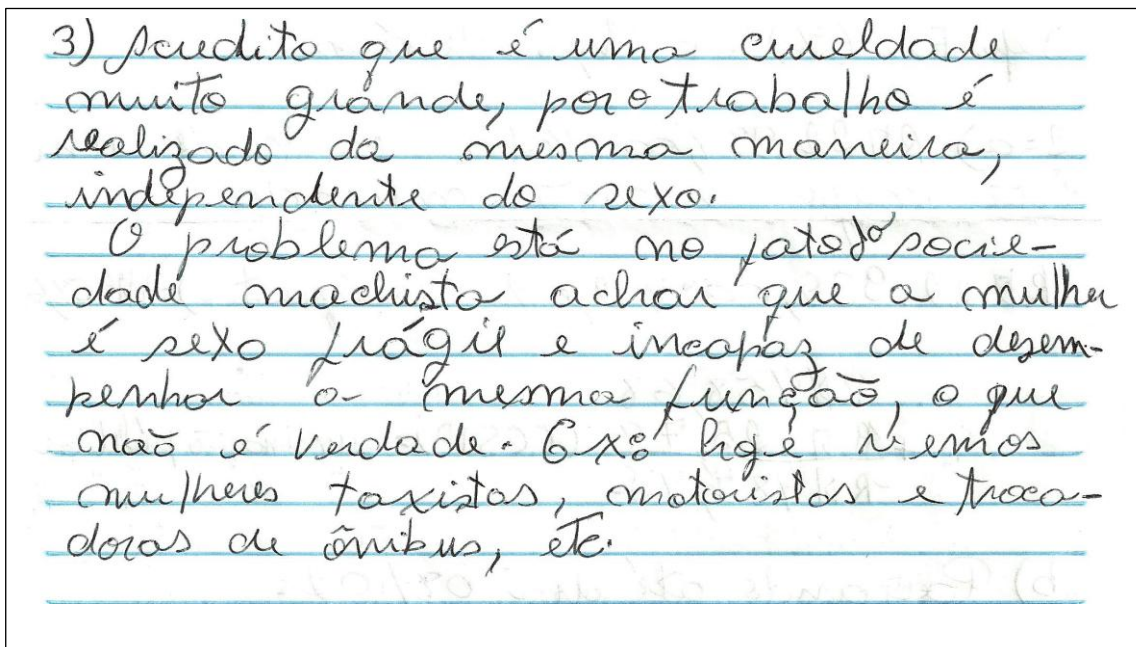 3) Acredito que é uma crueldade
muito grande, pois o trabalho é
realizado da mesma maneira,
independente do sexo.
O problema está no fato da socie-
dade machista achar que a mulher
é sexo frágil e incapaz de desem-
penhar a mesma função, o que
não é verdade. Ex: hoje vemos
mulheres taxistas, motoristas e troca-
doras de ônibus, etc.